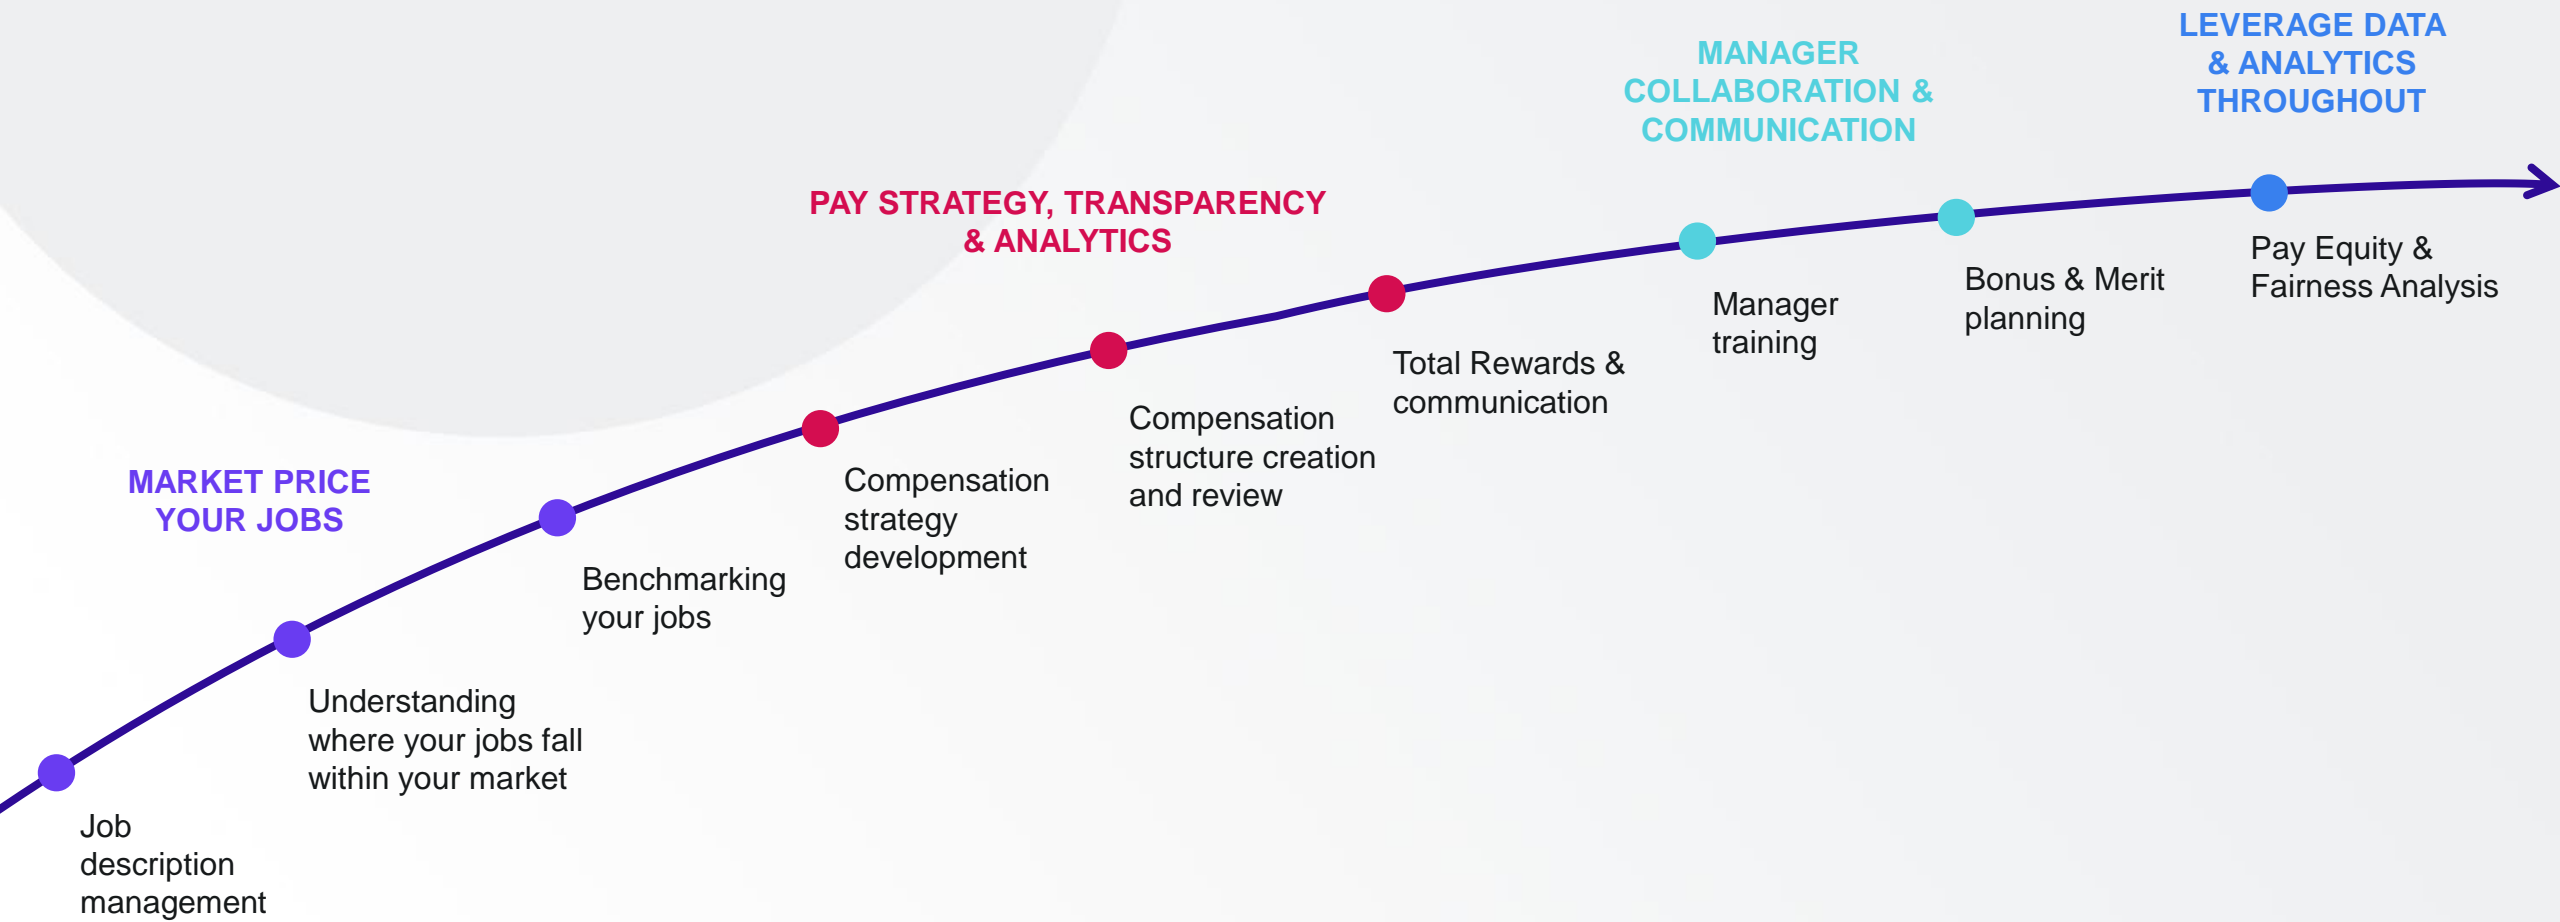 MARKET PRICE
YOUR JOBS
Job
description
management
Understanding
where your jobs fall
within your market
Benchmarking
your jobs
PAY STRATEGY, TRANSPARENCY
& ANALYTICS
Compensation
strategy
development
Compensation
structure creation
and review
Total Rewards &
communication
MANAGER
COLLABORATION &
COMMUNICATION
Manager
training
Bonus & Merit
planning
LEVERAGE DATA
& ANALYTICS
THROUGHOUT
Pay Equity &
Fairness Analysis